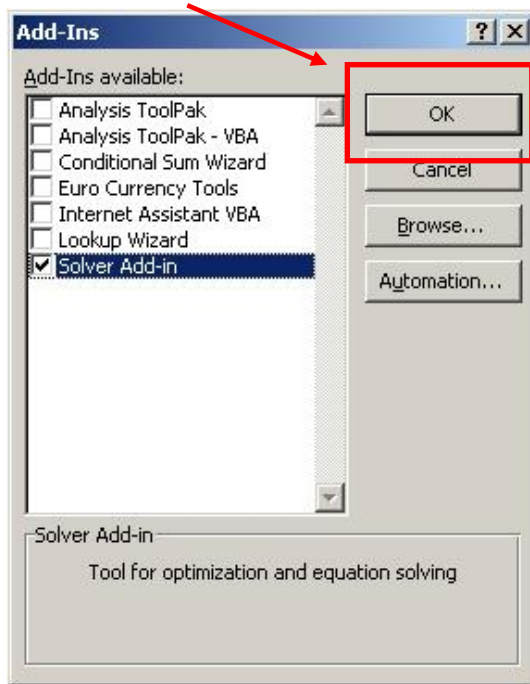 Add-Ins
Add-Ins available:
Analysis ToolPak
Analysis ToolPak - VBA
Conditional Sum Wizard
Euro Currency Tools
Internet Assistant VBA
Lookup Wizard
Solver Add-in
OK
Cancel
Browse...
Automation...
Solver Add-in
Tool for optimization and equation solving